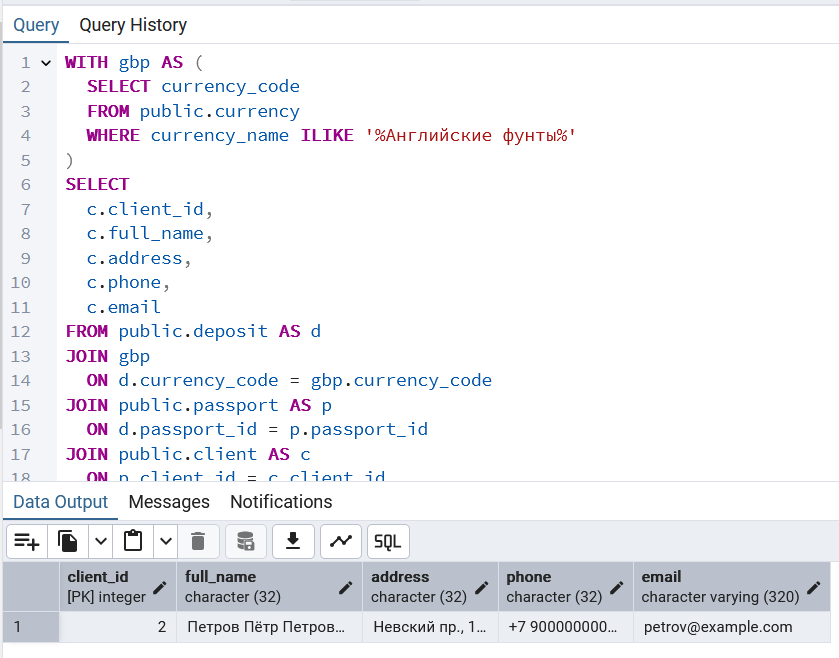 Query Query History
1 WITH gbp AS (
2 SELECT currency_code
3 FROM public.currency
4 WHERE currency_name ILIKE '%Английские фунты%'
5 )
6 SELECT
7 c.client_id,
8 c.full_name,
9 c.address,
10 c.phone,
11 c.email
12 FROM public.deposit AS d
13 JOIN gbp
14 ON d.currency_code = gbp.currency_code
15 JOIN public.passport AS p
16 ON d.passport_id = p.passport_id
17 JOIN public.client AS c
18 ON p.client_id = c.client_id
Data Output Messages Notifications
SQL
client_id full_name address phone email
[PK] integer character (32) character (32) character (32) character varying (320)
1 2 Петров Пётр Петров... Невский пр., 1... +7 900000000... petrov@example.com